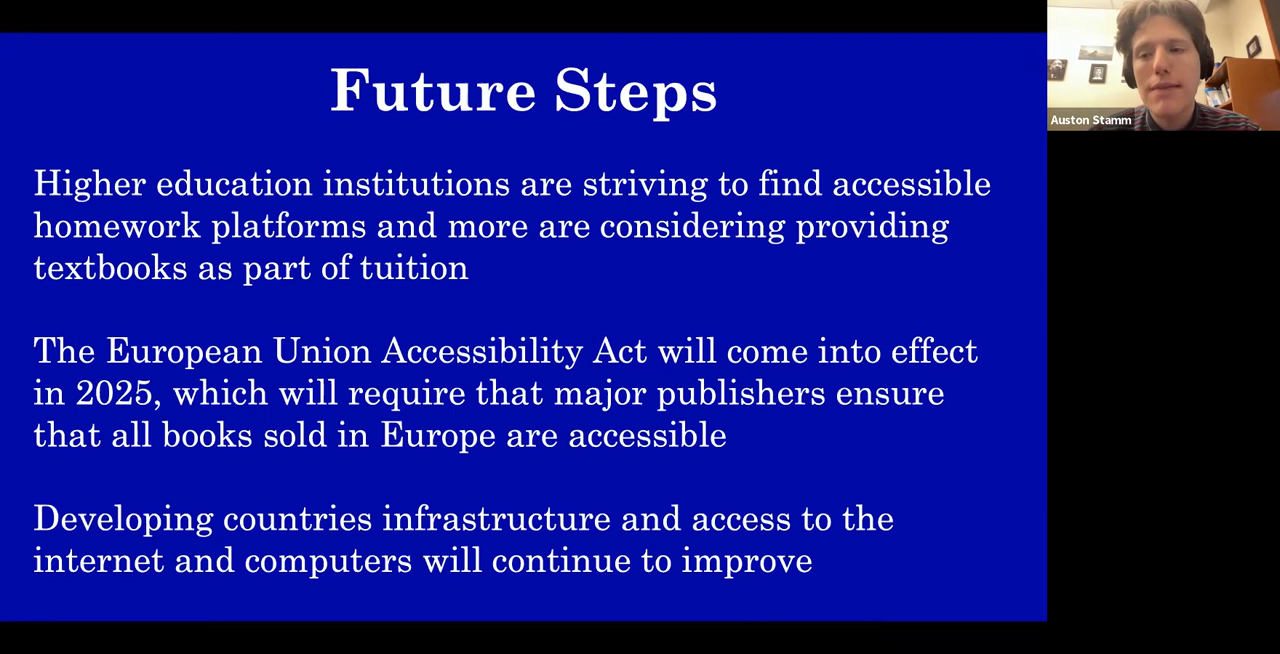 Future Steps
Auston Stamm
Higher education institutions are striving to find accessible
homework platforms and more are considering providing
textbooks as part of tuition
The European Union Accessibility Act will come into effect
in 2025, which will require that major publishers ensure
that all books sold in Europe are accessible
Developing countries infrastructure and access to the
internet and computers will continue to improve